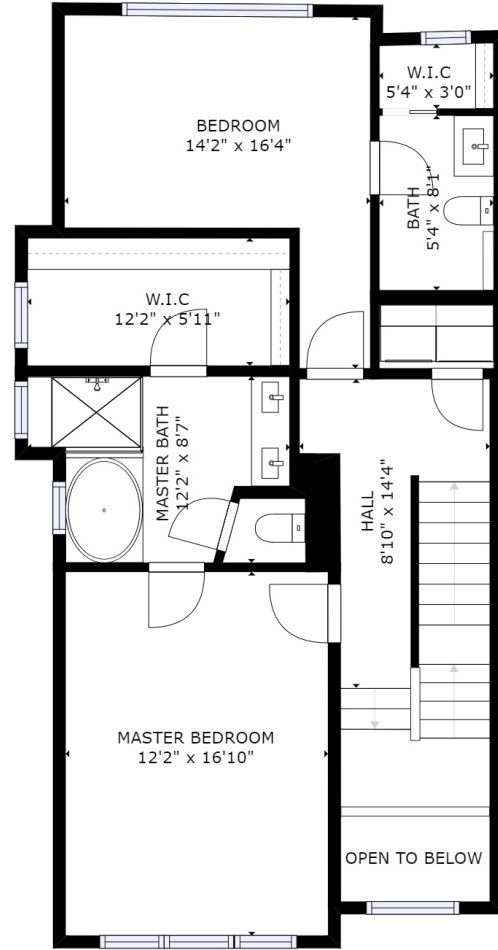 W.I.C
5'4" x 3'0"
BEDROOM
14'2" x 16'4"
BATH
5'4" x 8'1"
W.I.C
12'2" x 5'11"
MASTER BATH
12'2" x 8'7"
HALL
8'10" x 14'4"
MASTER BEDROOM
12'2" x 16'10"
OPEN TO BELOW